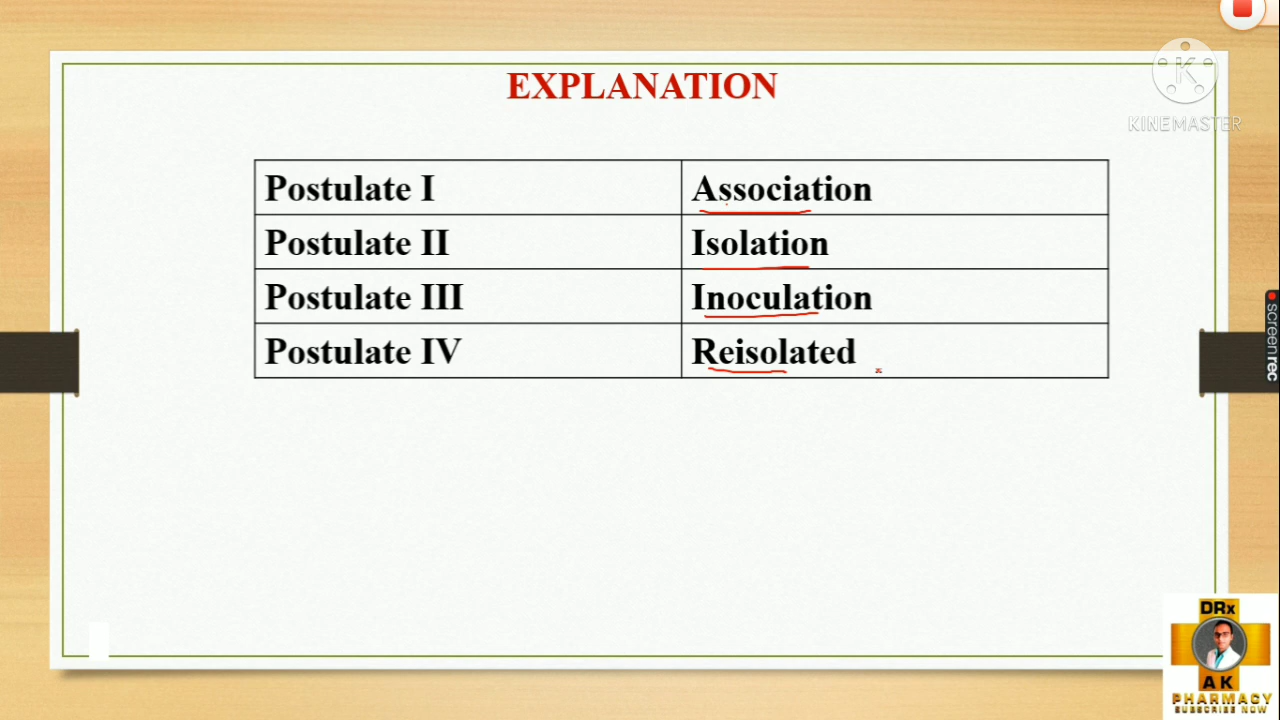 EXPLANATION
KINEMASTER
Postulate I Association
Postulate II Isolation
Postulate III Inoculation
Postulate IV Reisolated
screenrec
DRx
AK
PHARMACY
SUBSCRIBE NOW